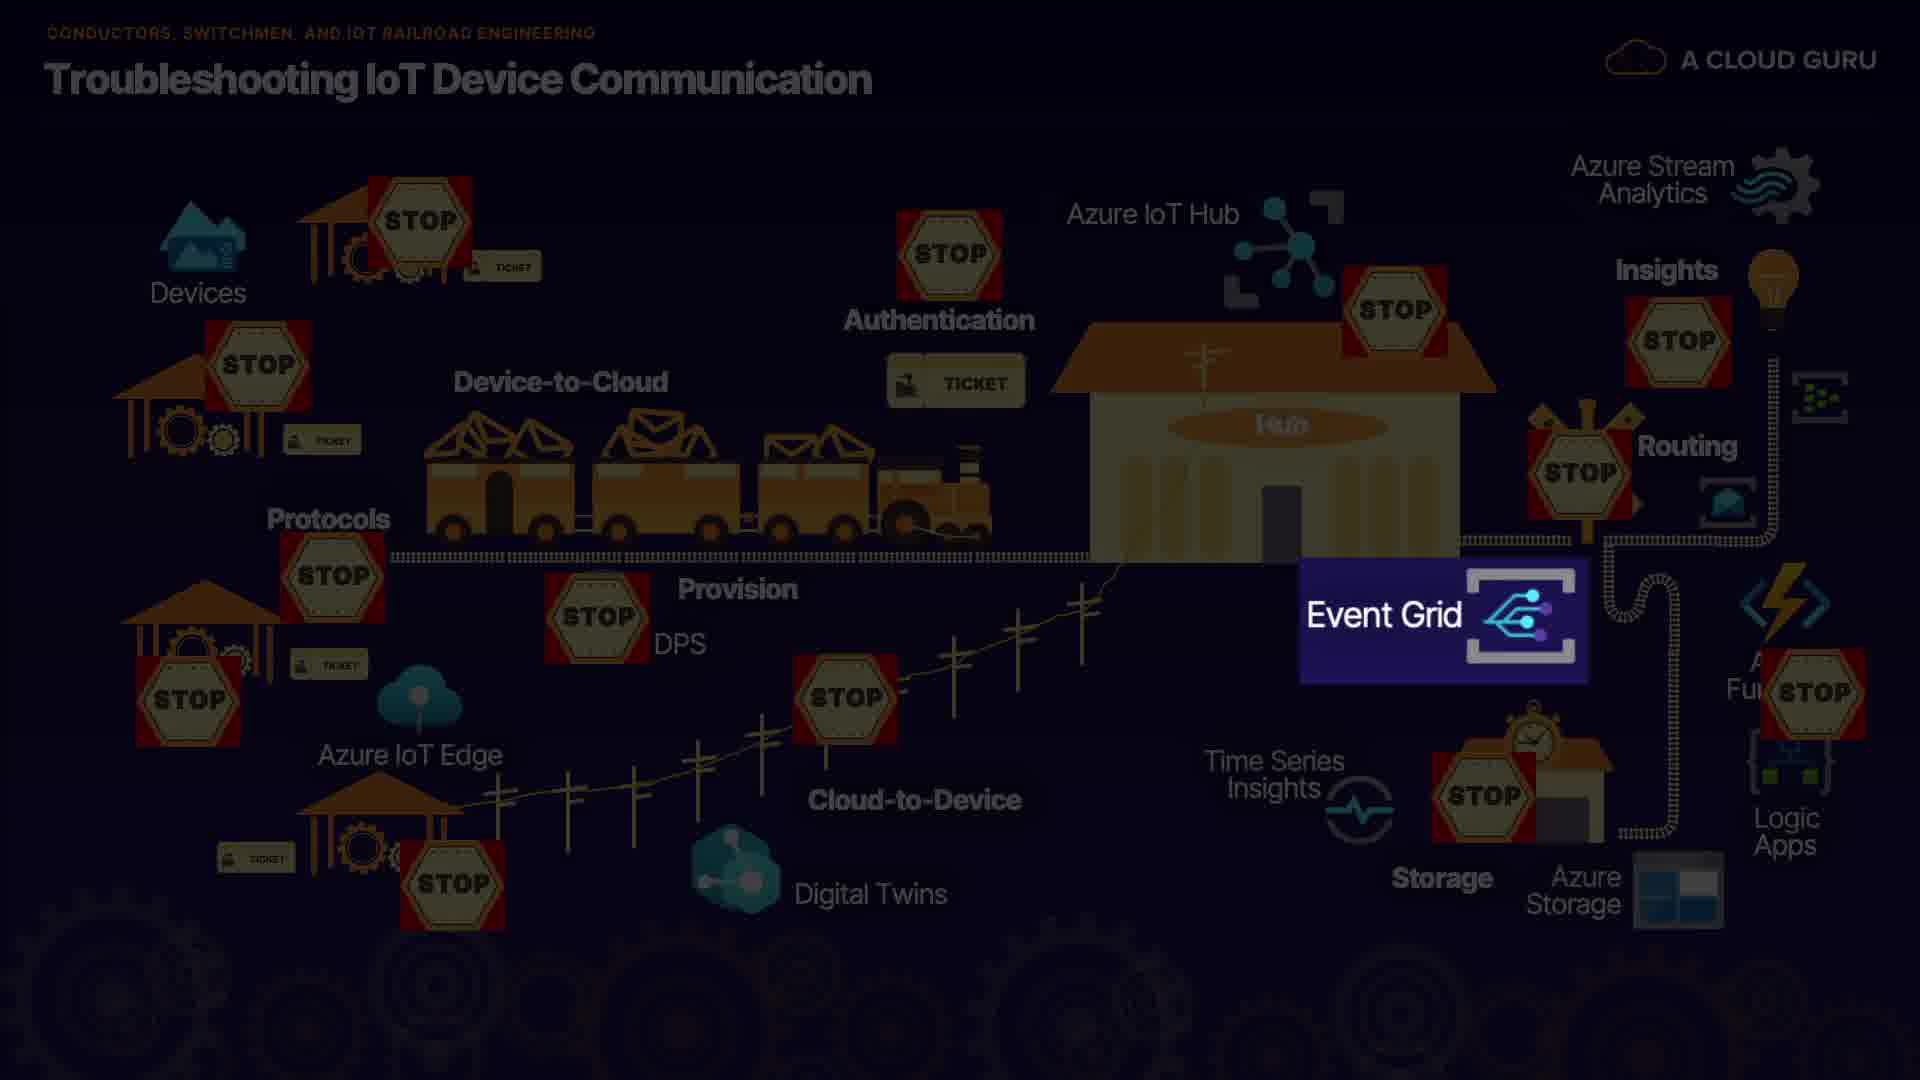 CONDUCTORS, SWITCHMEN, AND IOT RAILROAD ENGINEERING
Troubleshooting IoT Device Communication
A CLOUD GURU
Azure Stream
Analytics
STOP
Devices
TICKET
STOP
Authentication
TICKET
Azure IoT Hub
STOP
Insights
STOP
STOP
TICKET
Device-to-Cloud
Hub
Routing
STOP
Protocols
STOP
Provision
STOP
DPS
Event Grid
TICKET
STOP
Azure IoT Edge
STOP
Cloud-to-Device
Time Series
Insights
STOP
Storage
Azure
Storage
STOP
Logic
Apps
TICKET
STOP
Digital Twins